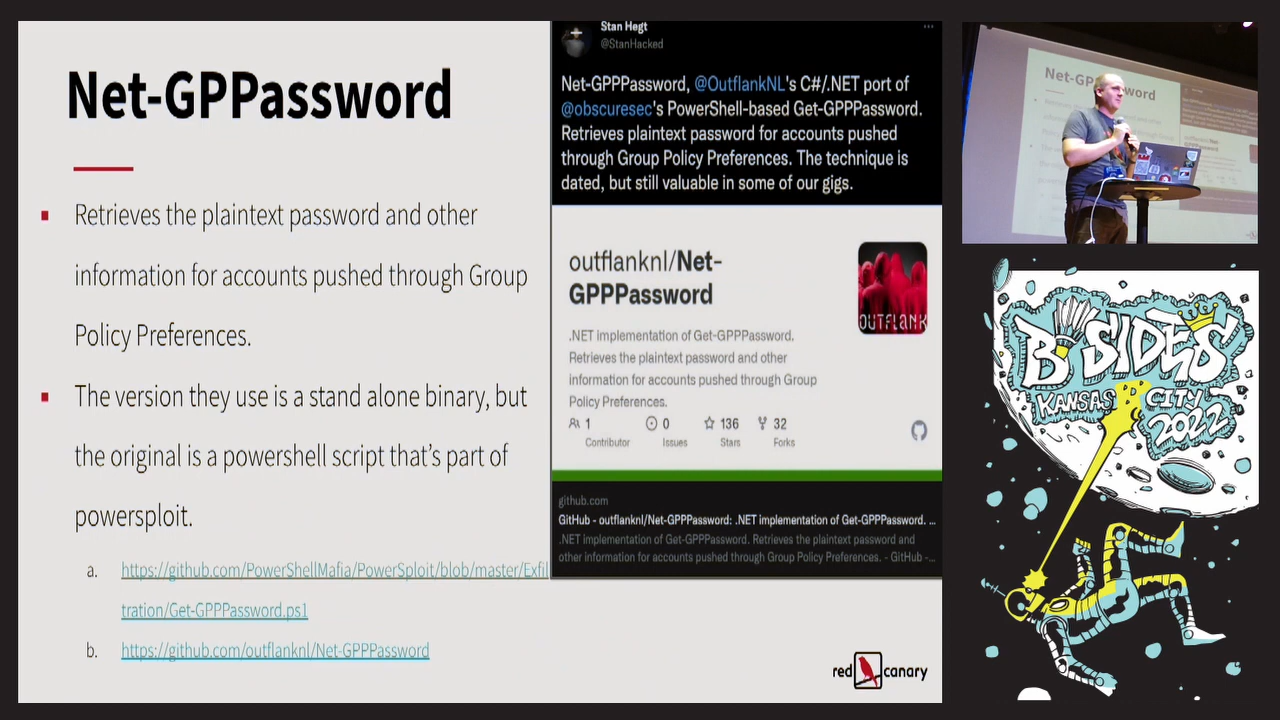 Net-GPPassword
Retrieves the plaintext password and other
information for accounts pushed through Group
Policy Preferences.
The version they use is a stand alone binary, but
the original is a powershell script that's part of
powersploit.
a. https://github.com/PowerShellMafia/PowerSploit/blob/master/Exfil
tration/Get-GPPPassword.ps1
b. https://github.com/outflanknl/Net-GPPPassword
Stan Hegt
@StanHacked
Net-GPPPassword, @OutflankNL's C#/.NET port of
@obscuresec's PowerShell-based Get-GPPPassword.
Retrieves plaintext password for accounts pushed
through Group Policy Preferences. The technique is
dated, but still valuable in some of our gigs.
outflanknl/Net-
GPPPassword
OUTFLANK
.NET implementation of Get-GPPPassword.
Retrieves the plaintext password and other
information for accounts pushed through Group
Policy Preferences.
1 0 136 32
Contributor Issues Stars Forks
github.com
GitHub - outflanknl/Net-GPPPassword: .NET implementation of Get-GPPPassword. ...
.NET implementation of Get-GPPPassword. Retrieves the plaintext password and
other information for accounts pushed through Group Policy Preferences. - GitHub -...
red canary
Net-GPPassword
BSIDES
KANSAS CITY
2022